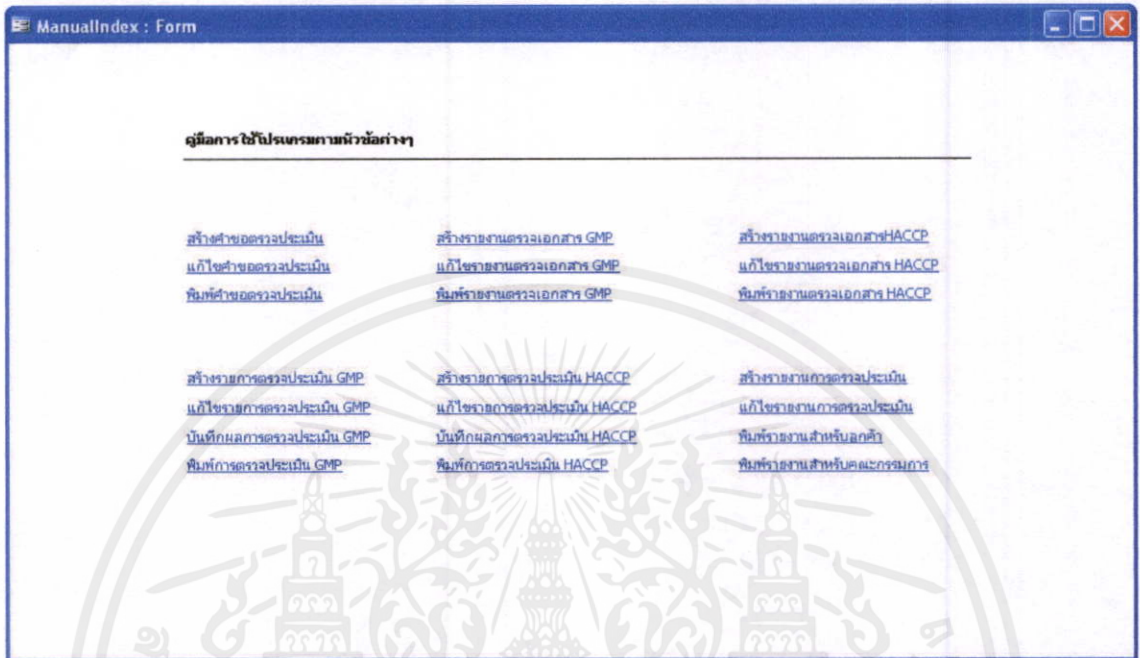 ManualIndex : Form
คู่มือการใช้โปรแกรมตามหัวข้อต่างๆ
สร้างคำขอตรวจประเมิน สร้างรายงานตรวจเอกสาร GMP สร้างรายงานตรวจเอกสารHACCP
แก้ไขคำขอตรวจประเมิน แก้ไขรายงานตรวจเอกสาร GMP แก้ไขรายงานตรวจเอกสาร HACCP
พิมพ์คำขอตรวจประเมิน พิมพ์รายงานตรวจเอกสาร GMP พิมพ์รายงานตรวจเอกสาร HACCP
สร้างรายการตรวจประเมิน GMP สร้างรายการตรวจประเมิน HACCP สร้างรายงานการตรวจประเมิน
แก้ไขรายการตรวจประเมิน GMP แก้ไขรายการตรวจประเมิน HACCP แก้ไขรายงานการตรวจประเมิน
บันทึกผลการตรวจประเมิน GMP บันทึกผลการตรวจประเมิน HACCP พิมพ์รายงานสำหรับลูกค้า
พิมพ์การตรวจประเมิน GMP พิมพ์การตรวจประเมิน HACCP พิมพ์รายงานสำหรับคณะกรรมการ